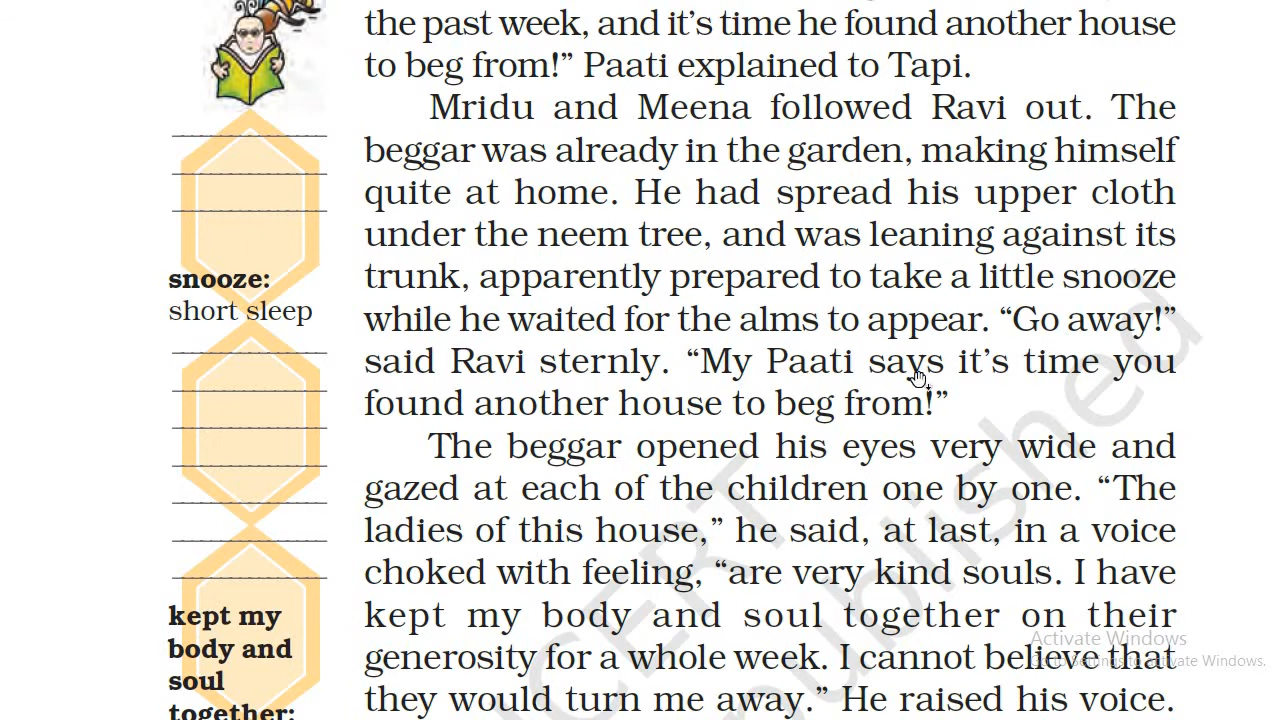 the past week, and it's time he found another house
to beg from!” Paati explained to Tapi.
Mridu and Meena followed Ravi out. The
beggar was already in the garden, making himself
quite at home. He had spread his upper cloth
under the neem tree, and was leaning against its
trunk, apparently prepared to take a little snooze
while he waited for the alms to appear. “Go away!”
said Ravi sternly. “My Paati says it's time you
found another house to beg from!”
The beggar opened his eyes very wide and
gazed at each of the children one by one. “The
ladies of this house,” he said, at last, in a voice
choked with feeling, “are very kind souls. I have
kept my body and soul together on their
generosity for a whole week. I cannot believe that
they would turn me away.” He raised his voice.
snooze:
short sleep
kept my
body and
soul
together:
Activate Windows
Go to Settings to Activate Windows.
published